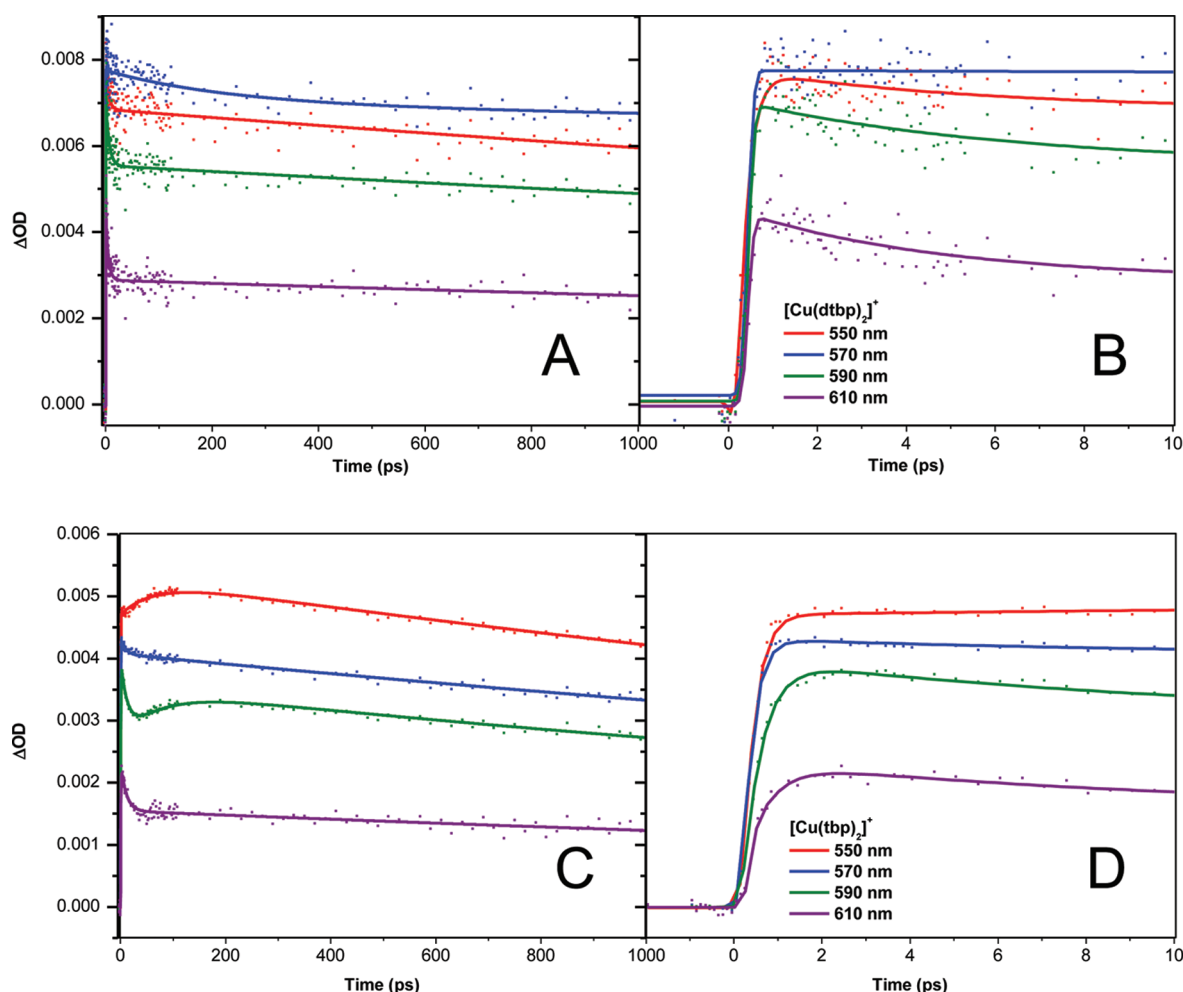 0.008
0.006
0.004
0.002
0.000
ΔOD
A
B
[Cu(dtbp)2]+
550 nm
570 nm
590 nm
610 nm
0 200 400 600 800 1000 0 2 4 6 8 10
Time (ps) Time (ps)
0.006
0.005
0.004
0.003
0.002
0.001
0.000
ΔOD
C
D
[Cu(tbp)2]+
550 nm
570 nm
590 nm
610 nm
0 200 400 600 800 1000 0 2 4 6 8 10
Time (ps) Time (ps)